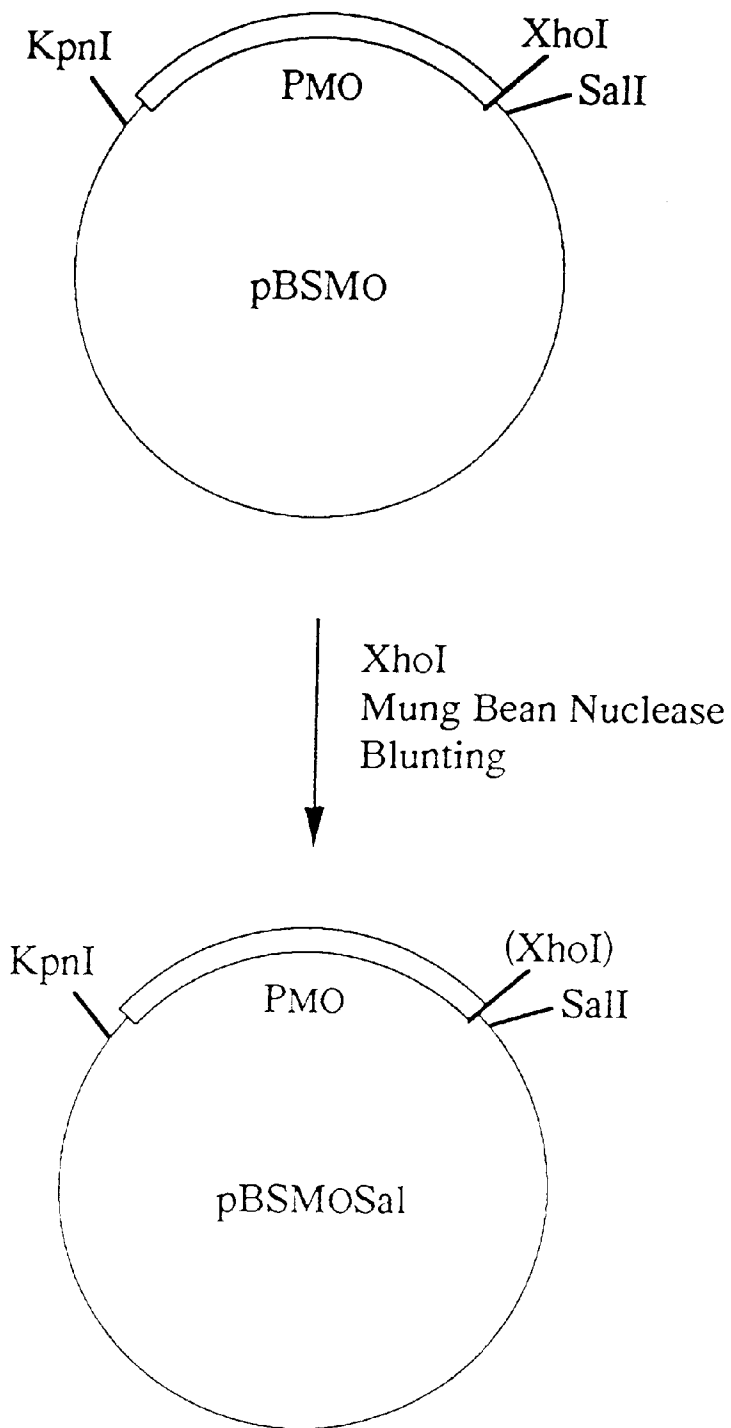 KpnI
XhoI
PMO
SalI
pBSMO
XhoI
Mung Bean Nuclease
Blunting
KpnI
(XhoI)
PMO
SalI
pBSMOSal